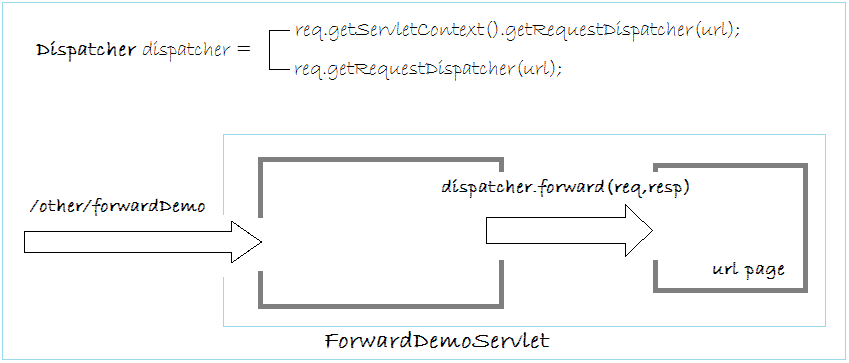 Dispatcher dispatcher =
req.getServletContext().getRequestDispatcher(url);
req.getRequestDispatcher(url);
/other/forwardDemo
dispatcher.forward(req,resp)
url page
ForwardDemoServlet